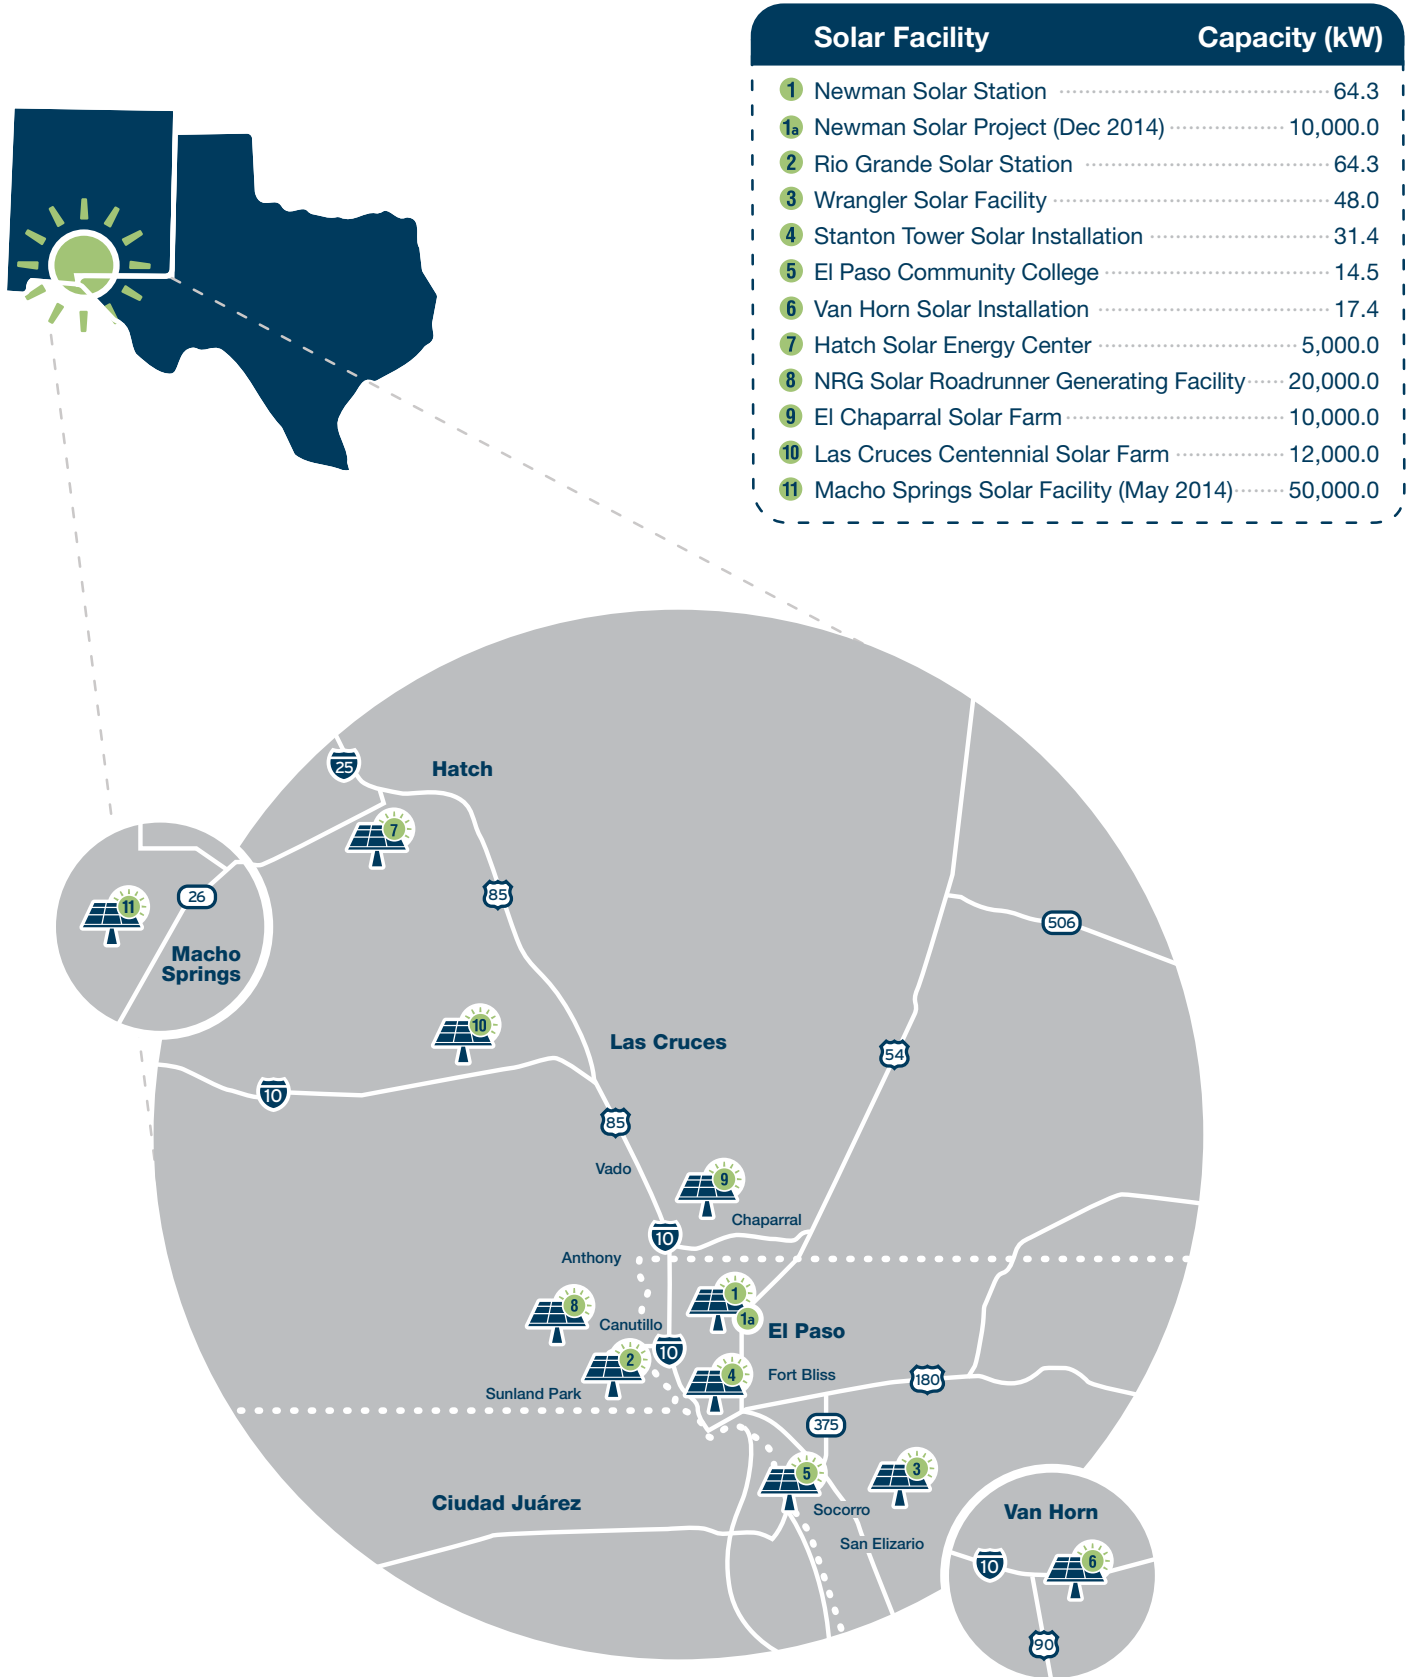 Solar Facility Capacity (kW)
1 Newman Solar Station 64.3
1a Newman Solar Project (Dec 2014) 10,000.0
2 Rio Grande Solar Station 64.3
3 Wrangler Solar Facility 48.0
4 Stanton Tower Solar Installation 31.4
5 El Paso Community College 14.5
6 Van Horn Solar Installation 17.4
7 Hatch Solar Energy Center 5,000.0
8 NRG Solar Roadrunner Generating Facility 20,000.0
9 El Chaparral Solar Farm 10,000.0
10 Las Cruces Centennial Solar Farm 12,000.0
11 Macho Springs Solar Facility (May 2014) 50,000.0
25
Hatch
7
85
26
11
Macho
Springs
506
10
Las Cruces
54
10
85
Vado
9
Chaparral
10
Anthony
1
8
1a
Canutillo
El Paso
10
2
4
Fort Bliss
180
Sunland Park
375
3
5
Ciudad Juárez
Socorro
Van Horn
San Elizario
6
10
90